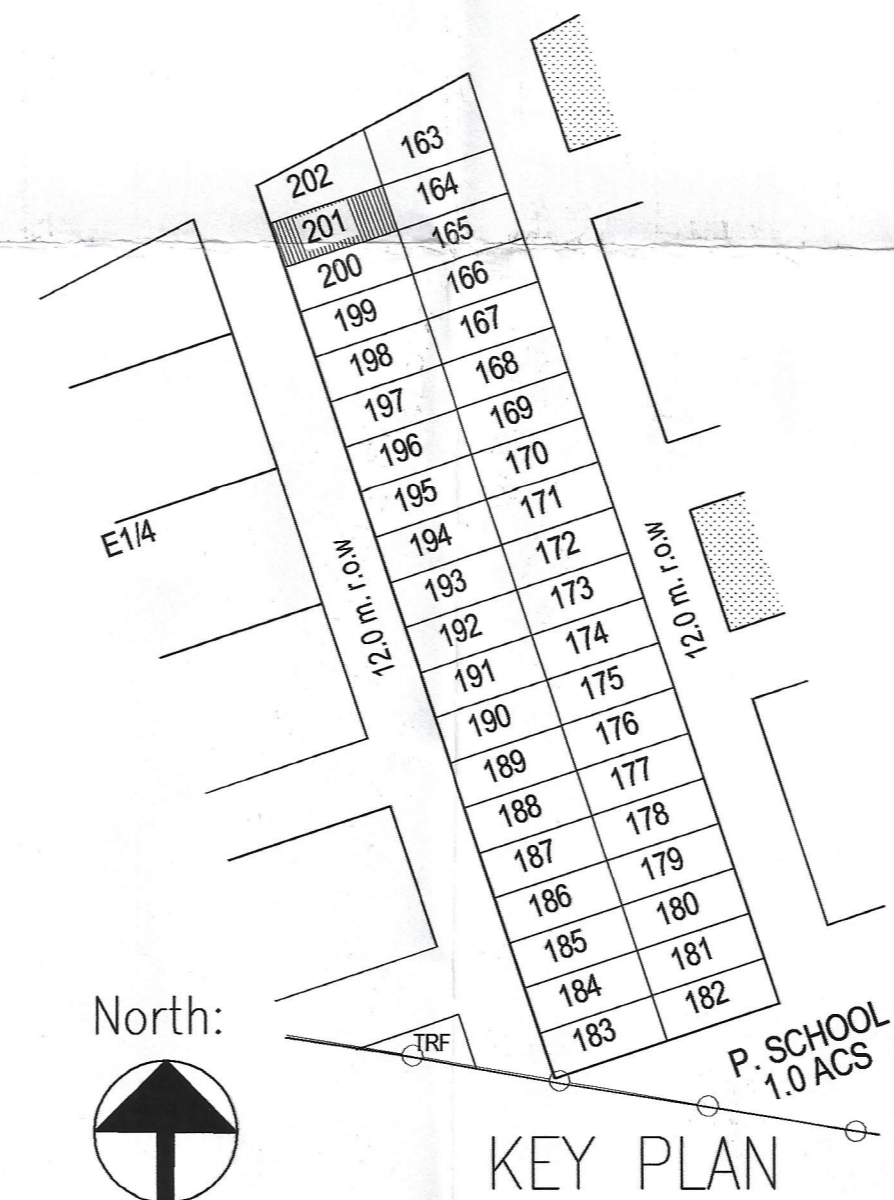 202 163
201 164
200 165
199 166
198 167
197 168
196 169
195 170
194 171
193 172
192 173
191 174
190 175
189 176
188 177
187 178
186 179
185 180
184 181
183 182
E1/4
12.0 m. r.o.w
12.0 m. r.o.w
North:
TRF
P. SCHOOL
1.0 ACS
KEY PLAN